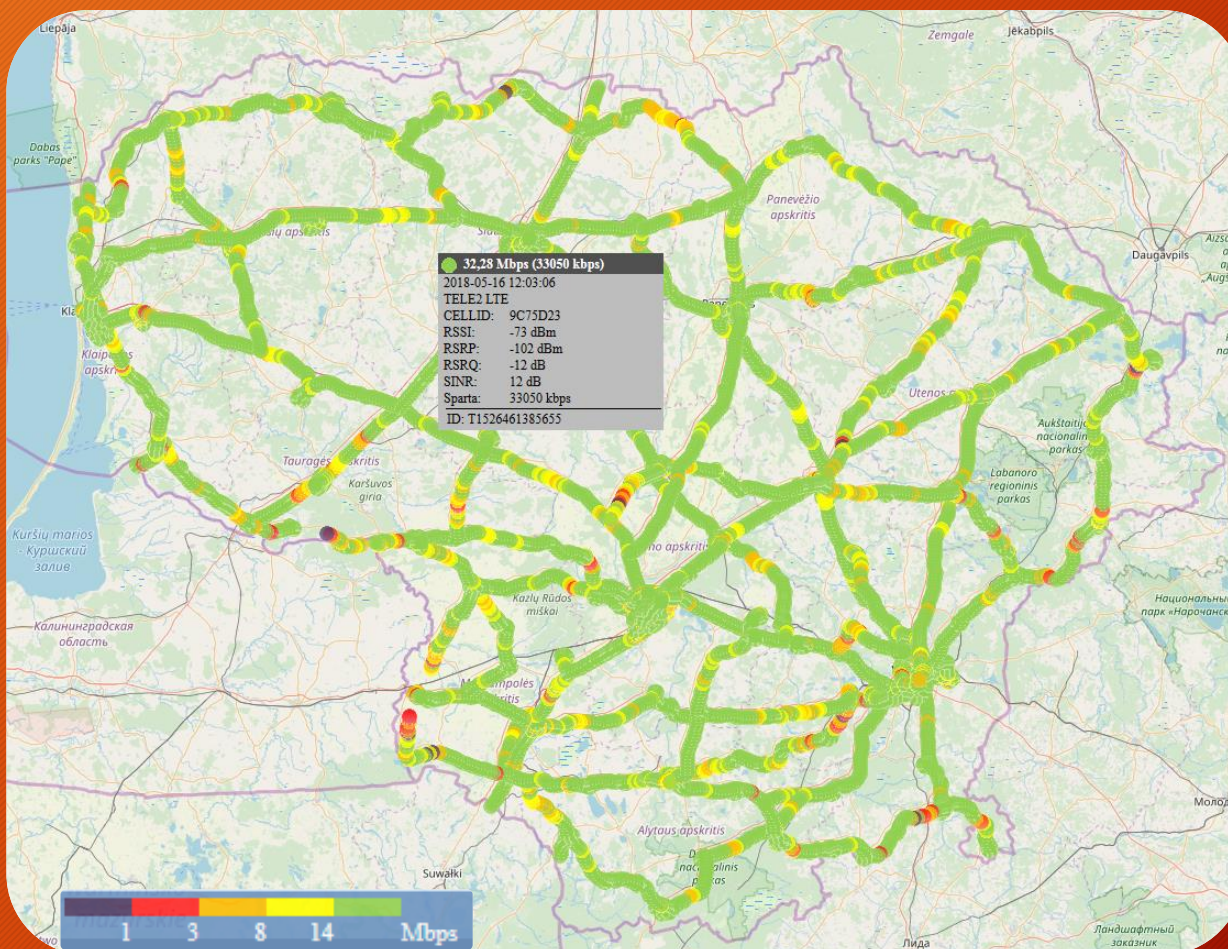 Liepāja
Zemgale
Jēkabpils
Dabas
parks "Pape"
Panevėžio
apskritis
Daugavpils
32,28 Mbps (33050 kbps)
2018-05-16 12:03:06
TELE2 LTE
CELLID: 9C75D23
RSSI: -73 dBm
RSRP: -102 dBm
RSRQ: -12 dB
SINR: 12 dB
Sparta: 33050 kbps
ID: T1526461385655
Utenos
Aukštaitijos
nacionalinis
parkas
Labanoro
regioninis
parkas
Tauragės apskritis
Karšuvos
giria
Kuršių marios
- Куршский
залив
Kazlų Rūdos
miškai
Калининградская
область
Национальный
парк «Нарочанск
Alytaus apskritis
nacionalinis
parkas
Suwałki
Молод
Лида
Ландшафтный
заказник
1 3 8 14 Mbps